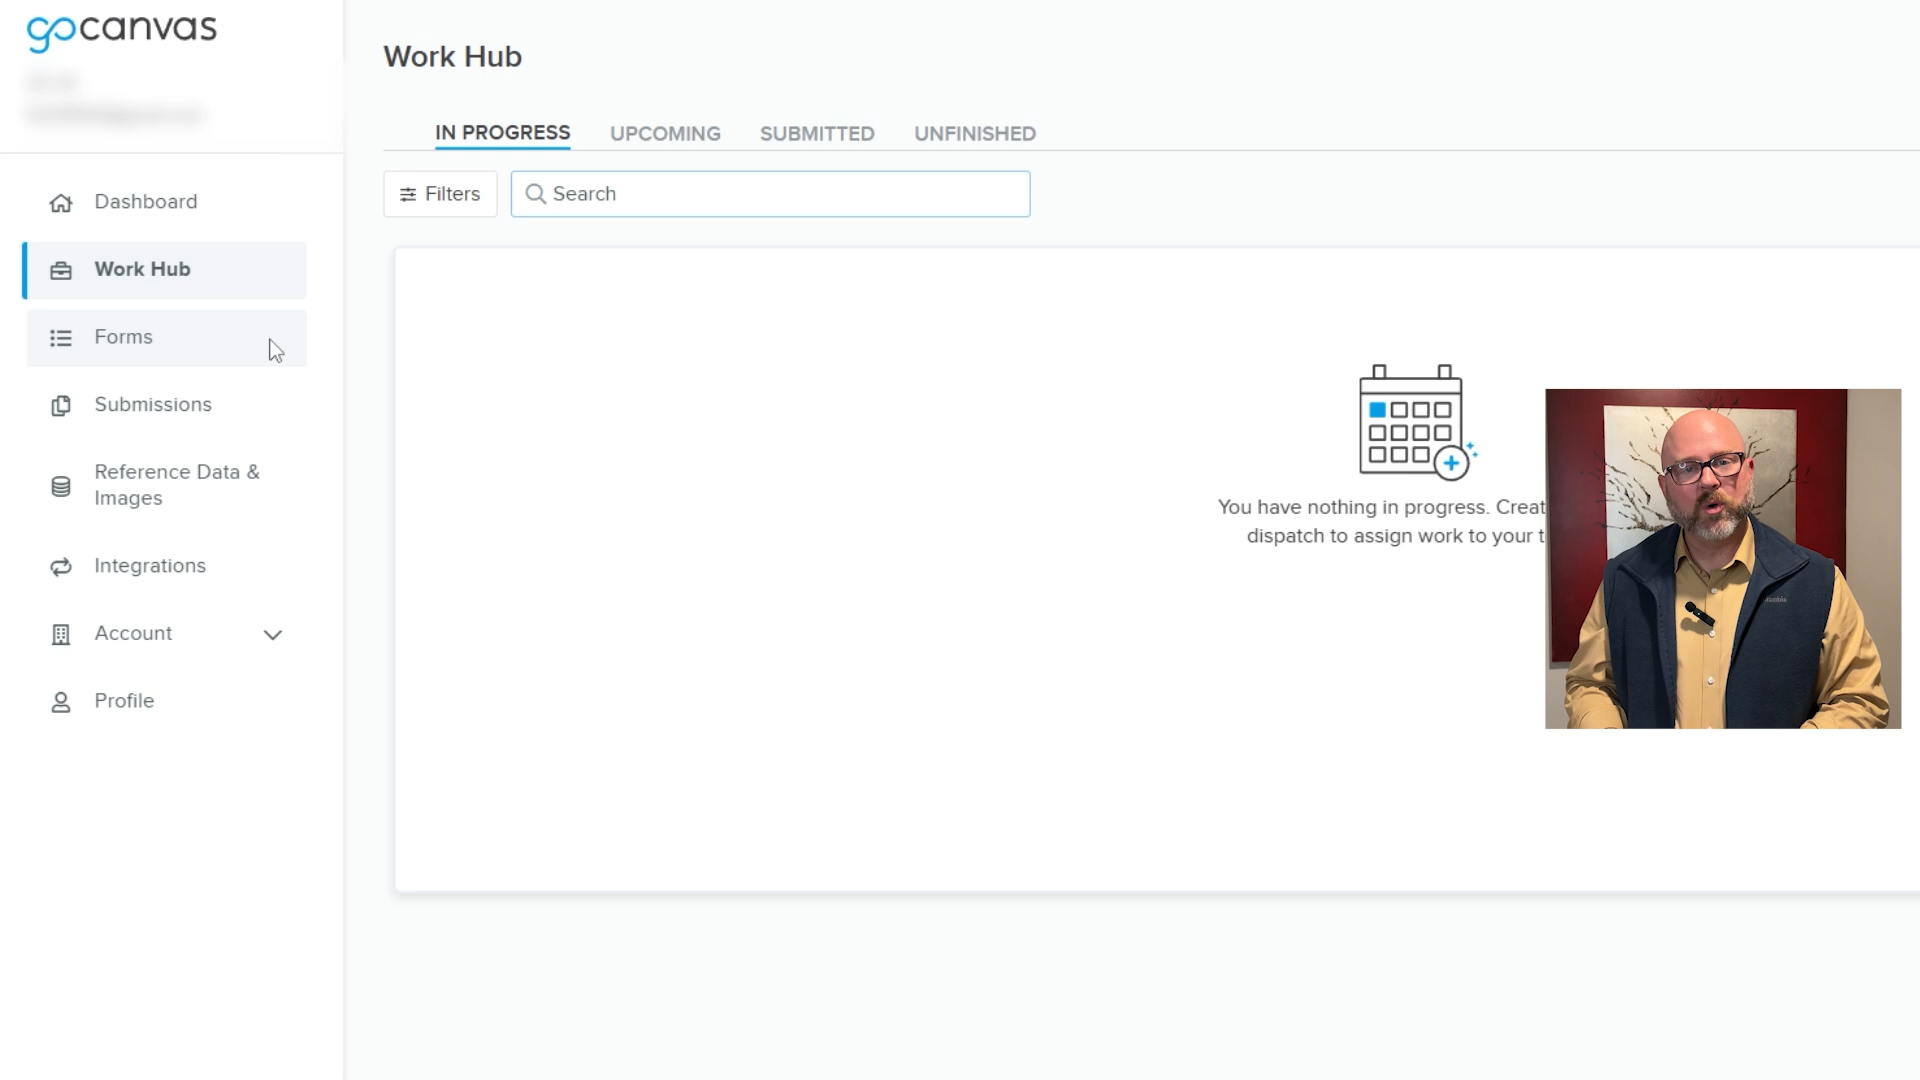 gocanvas
Work Hub
IN PROGRESS
UPCOMING
SUBMITTED
UNFINISHED
Filters
Search
Dashboard
Work Hub
Forms
Submissions
Reference Data &
Images
Integrations
Account
Profile
You have nothing in progress. Creat
dispatch to assign work to your t